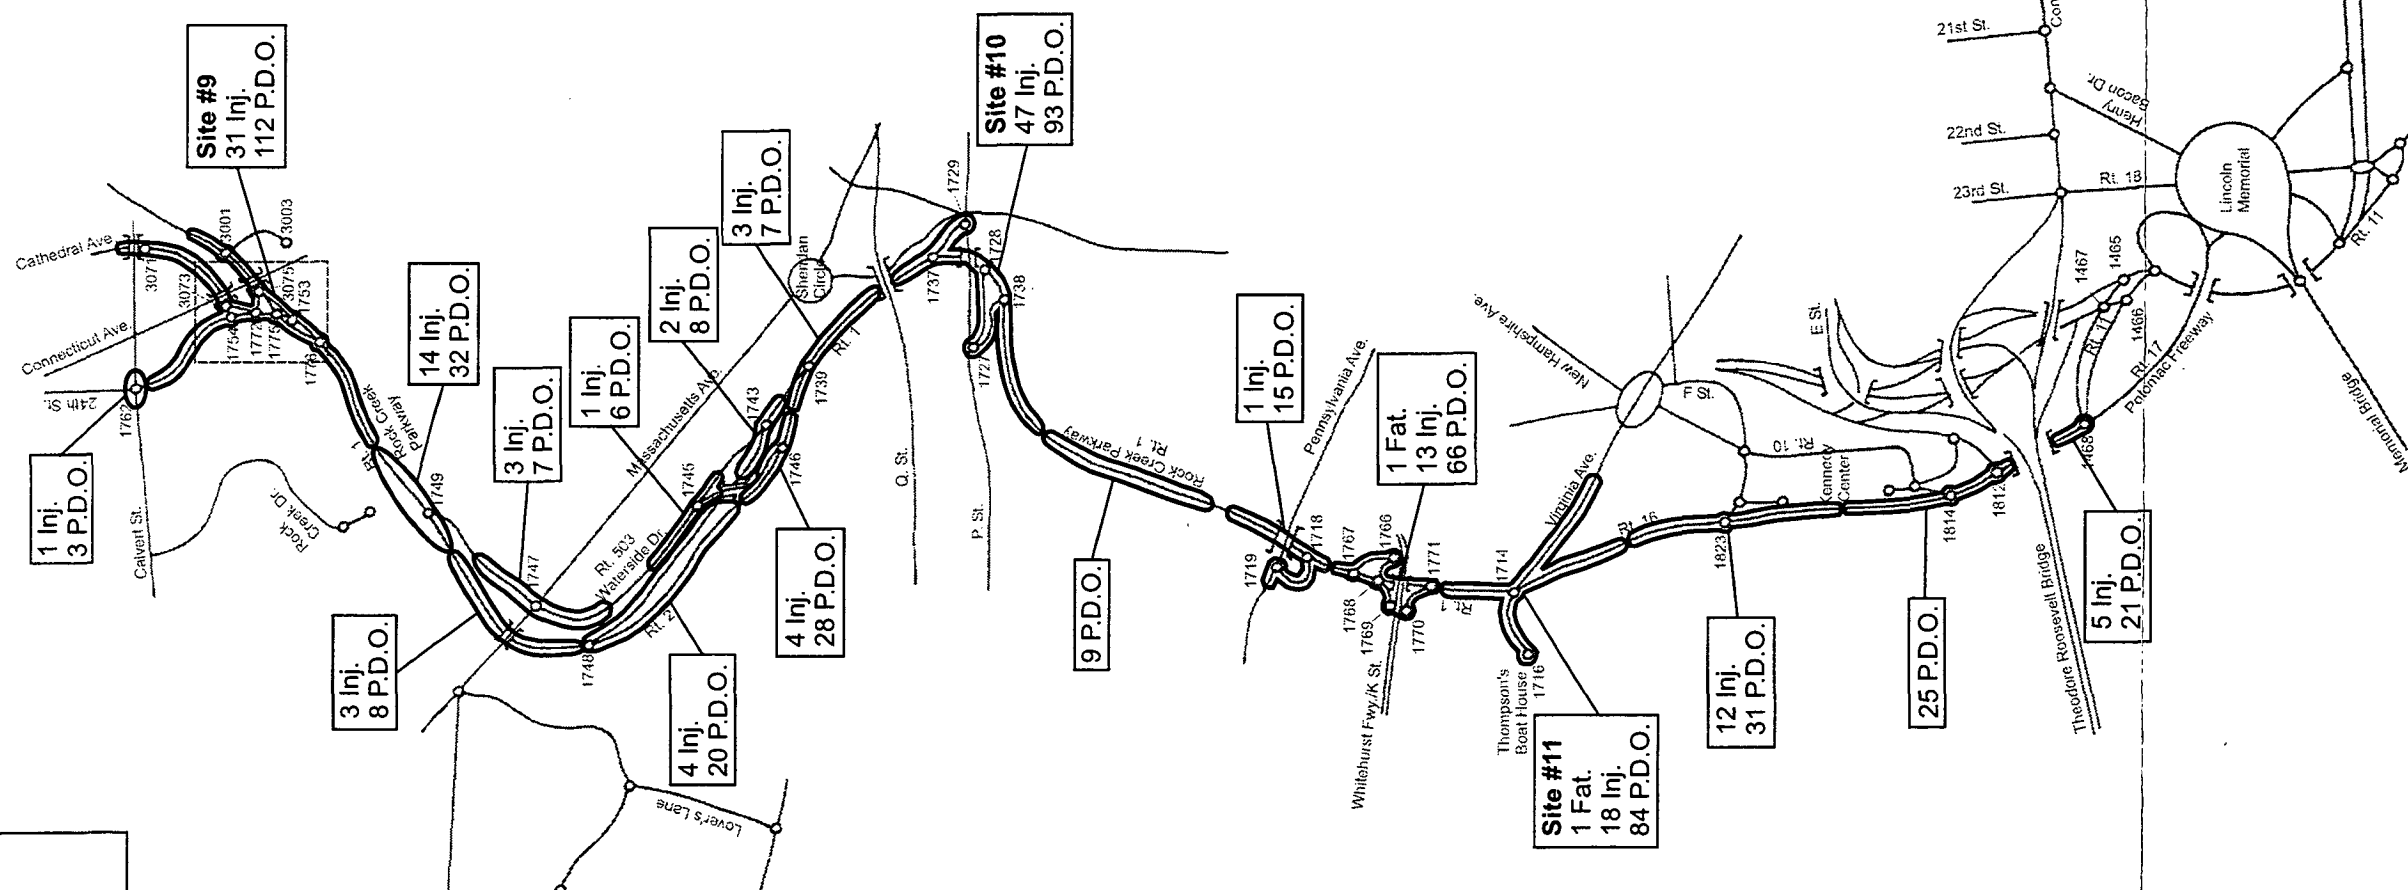 Site #9
31 Inj.
112 P.D.O.
Site #10
47 Inj.
93 P.D.O.
3 Inj.
7 P.D.O.
2 Inj.
8 P.D.O.
1 Inj.
6 P.D.O.
3 Inj.
7 P.D.O.
14 Inj.
32 P.D.O.
1 Inj.
3 P.D.O.
3 Inj.
8 P.D.O.
4 Inj.
20 P.D.O.
4 Inj.
28 P.D.O.
9 P.D.O.
1 Inj.
15 P.D.O.
1 Fat.
13 Inj.
66 P.D.O.
Site #11
1 Fat.
18 Inj.
84 P.D.O.
12 Inj.
31 P.D.O.
25 P.D.O.
5 Inj.
21 P.D.O.
Cathedral Ave.
Connecticut Ave.
24th St.
Calvert St.
1762
3071
3073
3001
3003
3075
1753
1754
1772
1776
Rt. 1
Rock Creek
Parkway
1749
Rock
Creek Dr.
1747
Massachusetts Ave.
Rt. 503
Waterside Dr.
1745
1743
1746
1748
Rt. 2
Lover's Lane
1739
Rt. 1
Sheridan
Circle
Q. St.
P. St.
1737
1729
1728
1738
1727
Rt. 1
Rock Creek Parkway
Pennsylvania Ave.
1719
1718
1767
1766
1768
1769
1770
1771
Whitehurst Fwy./K St.
Rt. 1
1714
1716
Thompson's
Boat House
Virginia Ave.
New Hampshire Ave.
F St.
E St.
Rt. 16
Rt. 10
1823
Kennedy
Center
1814
1812
Theodore Roosevelt Bridge
1468
Rt. 17
Potomac Freeway
Rt. 11
1467
1465
1466
21st St.
22nd St.
23rd St.
Con
Henry
Bacon Dr.
Rt. 18
Lincoln
Memorial
Rt. 11
Memorial Bridge